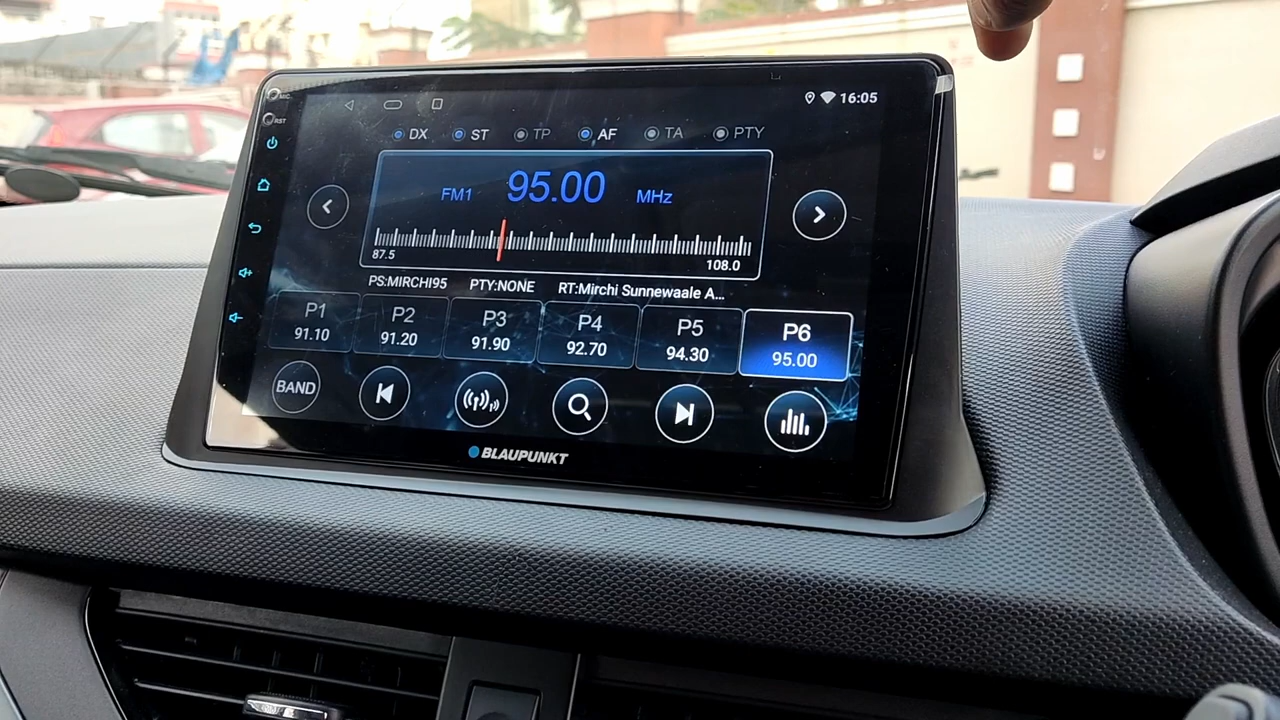 MIC
16:05
RST
DX ST TP AF TA PTY
FM1 95.00 MHz
87.5 108.0
PS:MIRCHI95 PTY:NONE RT:Mirchi Sunnewaale A...
P1 P2 P3 P4 P5 P6
91.10 91.20 91.90 92.70 94.30 95.00
BAND
BLAUPUNKT